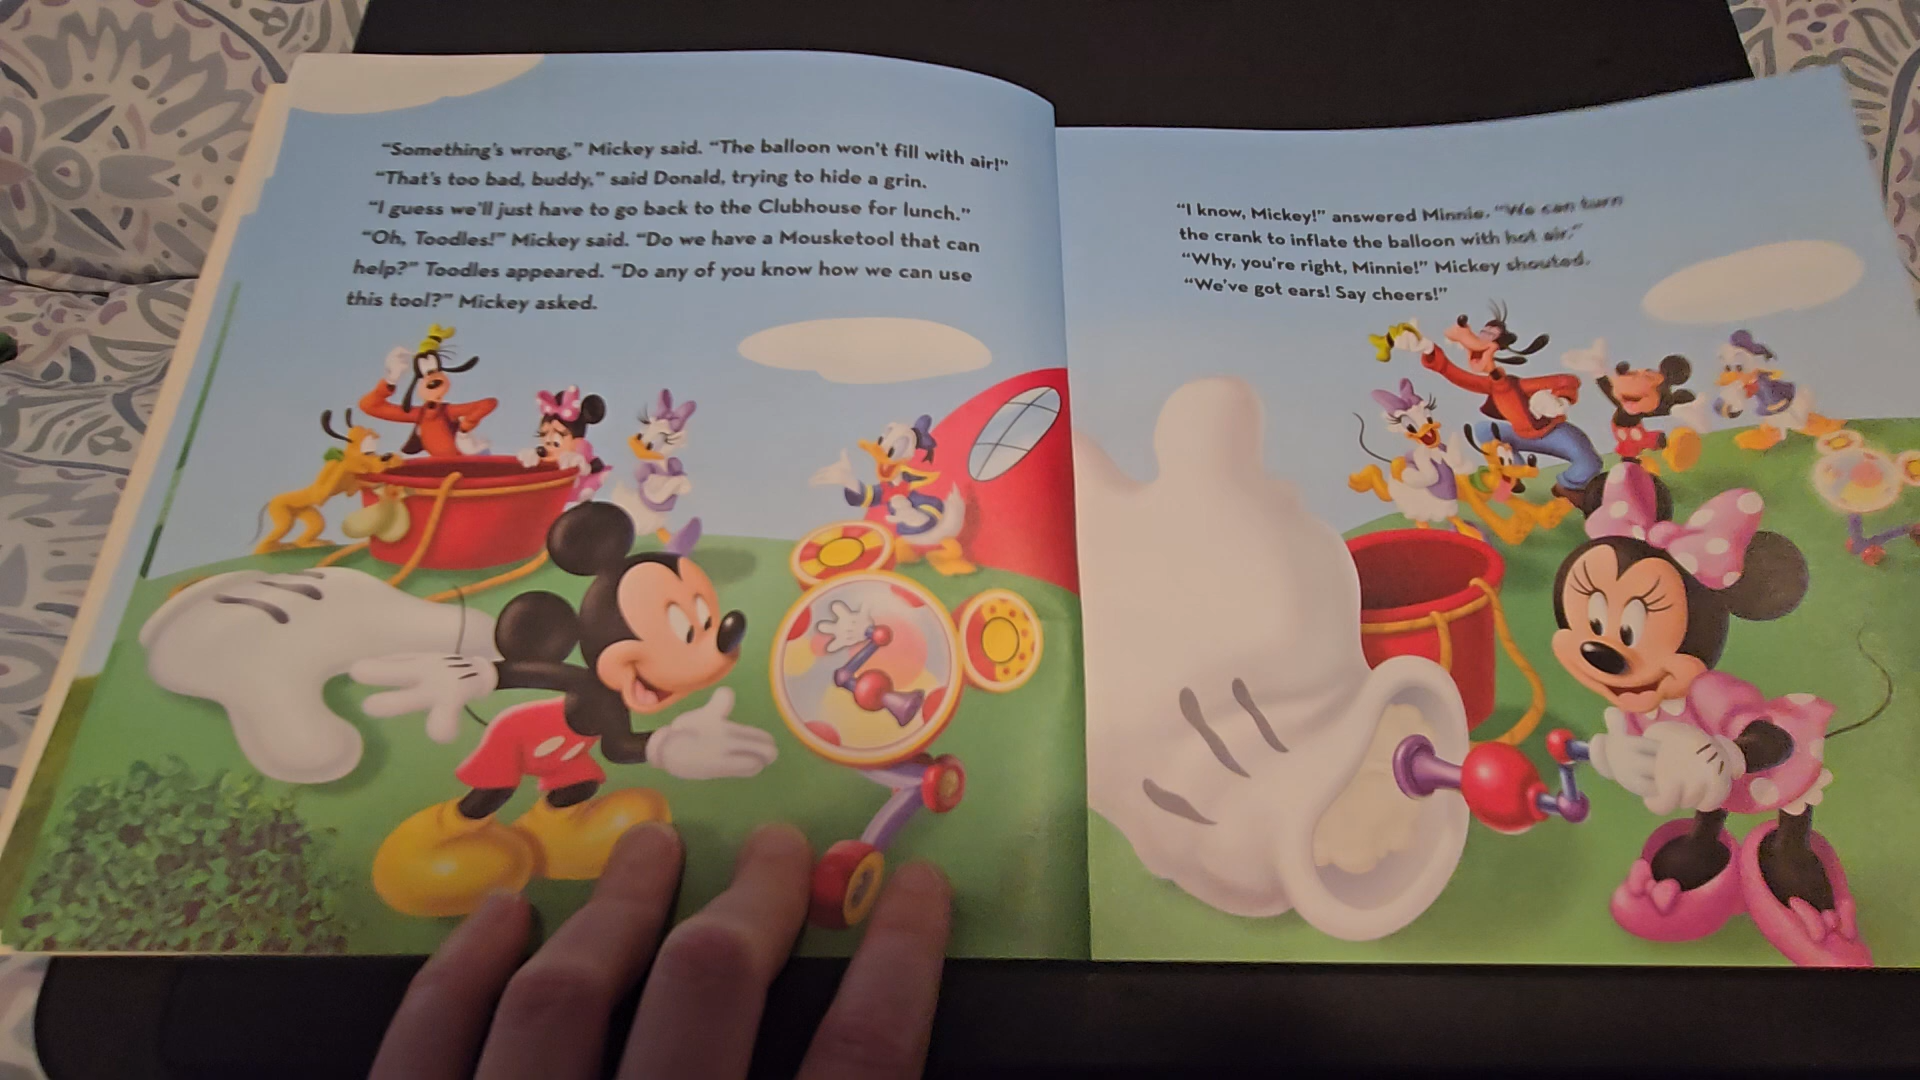 “Something's wrong,” Mickey said. “The balloon won't fill with air!”
“That's too bad, buddy,” said Donald, trying to hide a grin.
“I guess we'll just have to go back to the Clubhouse for lunch.”
“Oh, Toodles!” Mickey said. “Do we have a Mousketool that can
help?” Toodles appeared. “Do any of you know how we can use
this tool?” Mickey asked.
“I know, Mickey!” answered Minnie. “We can turn
the crank to inflate the balloon with hot air.”
“Why, you're right, Minnie!” Mickey shouted.
“We've got ears! Say cheers!”